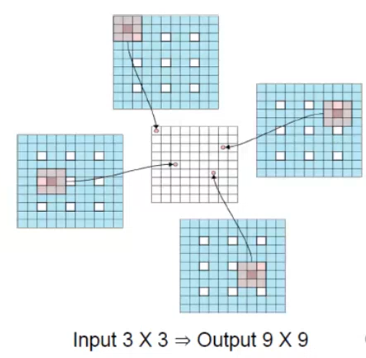 Input 3 X 3 ⇒ Output 9 X 9